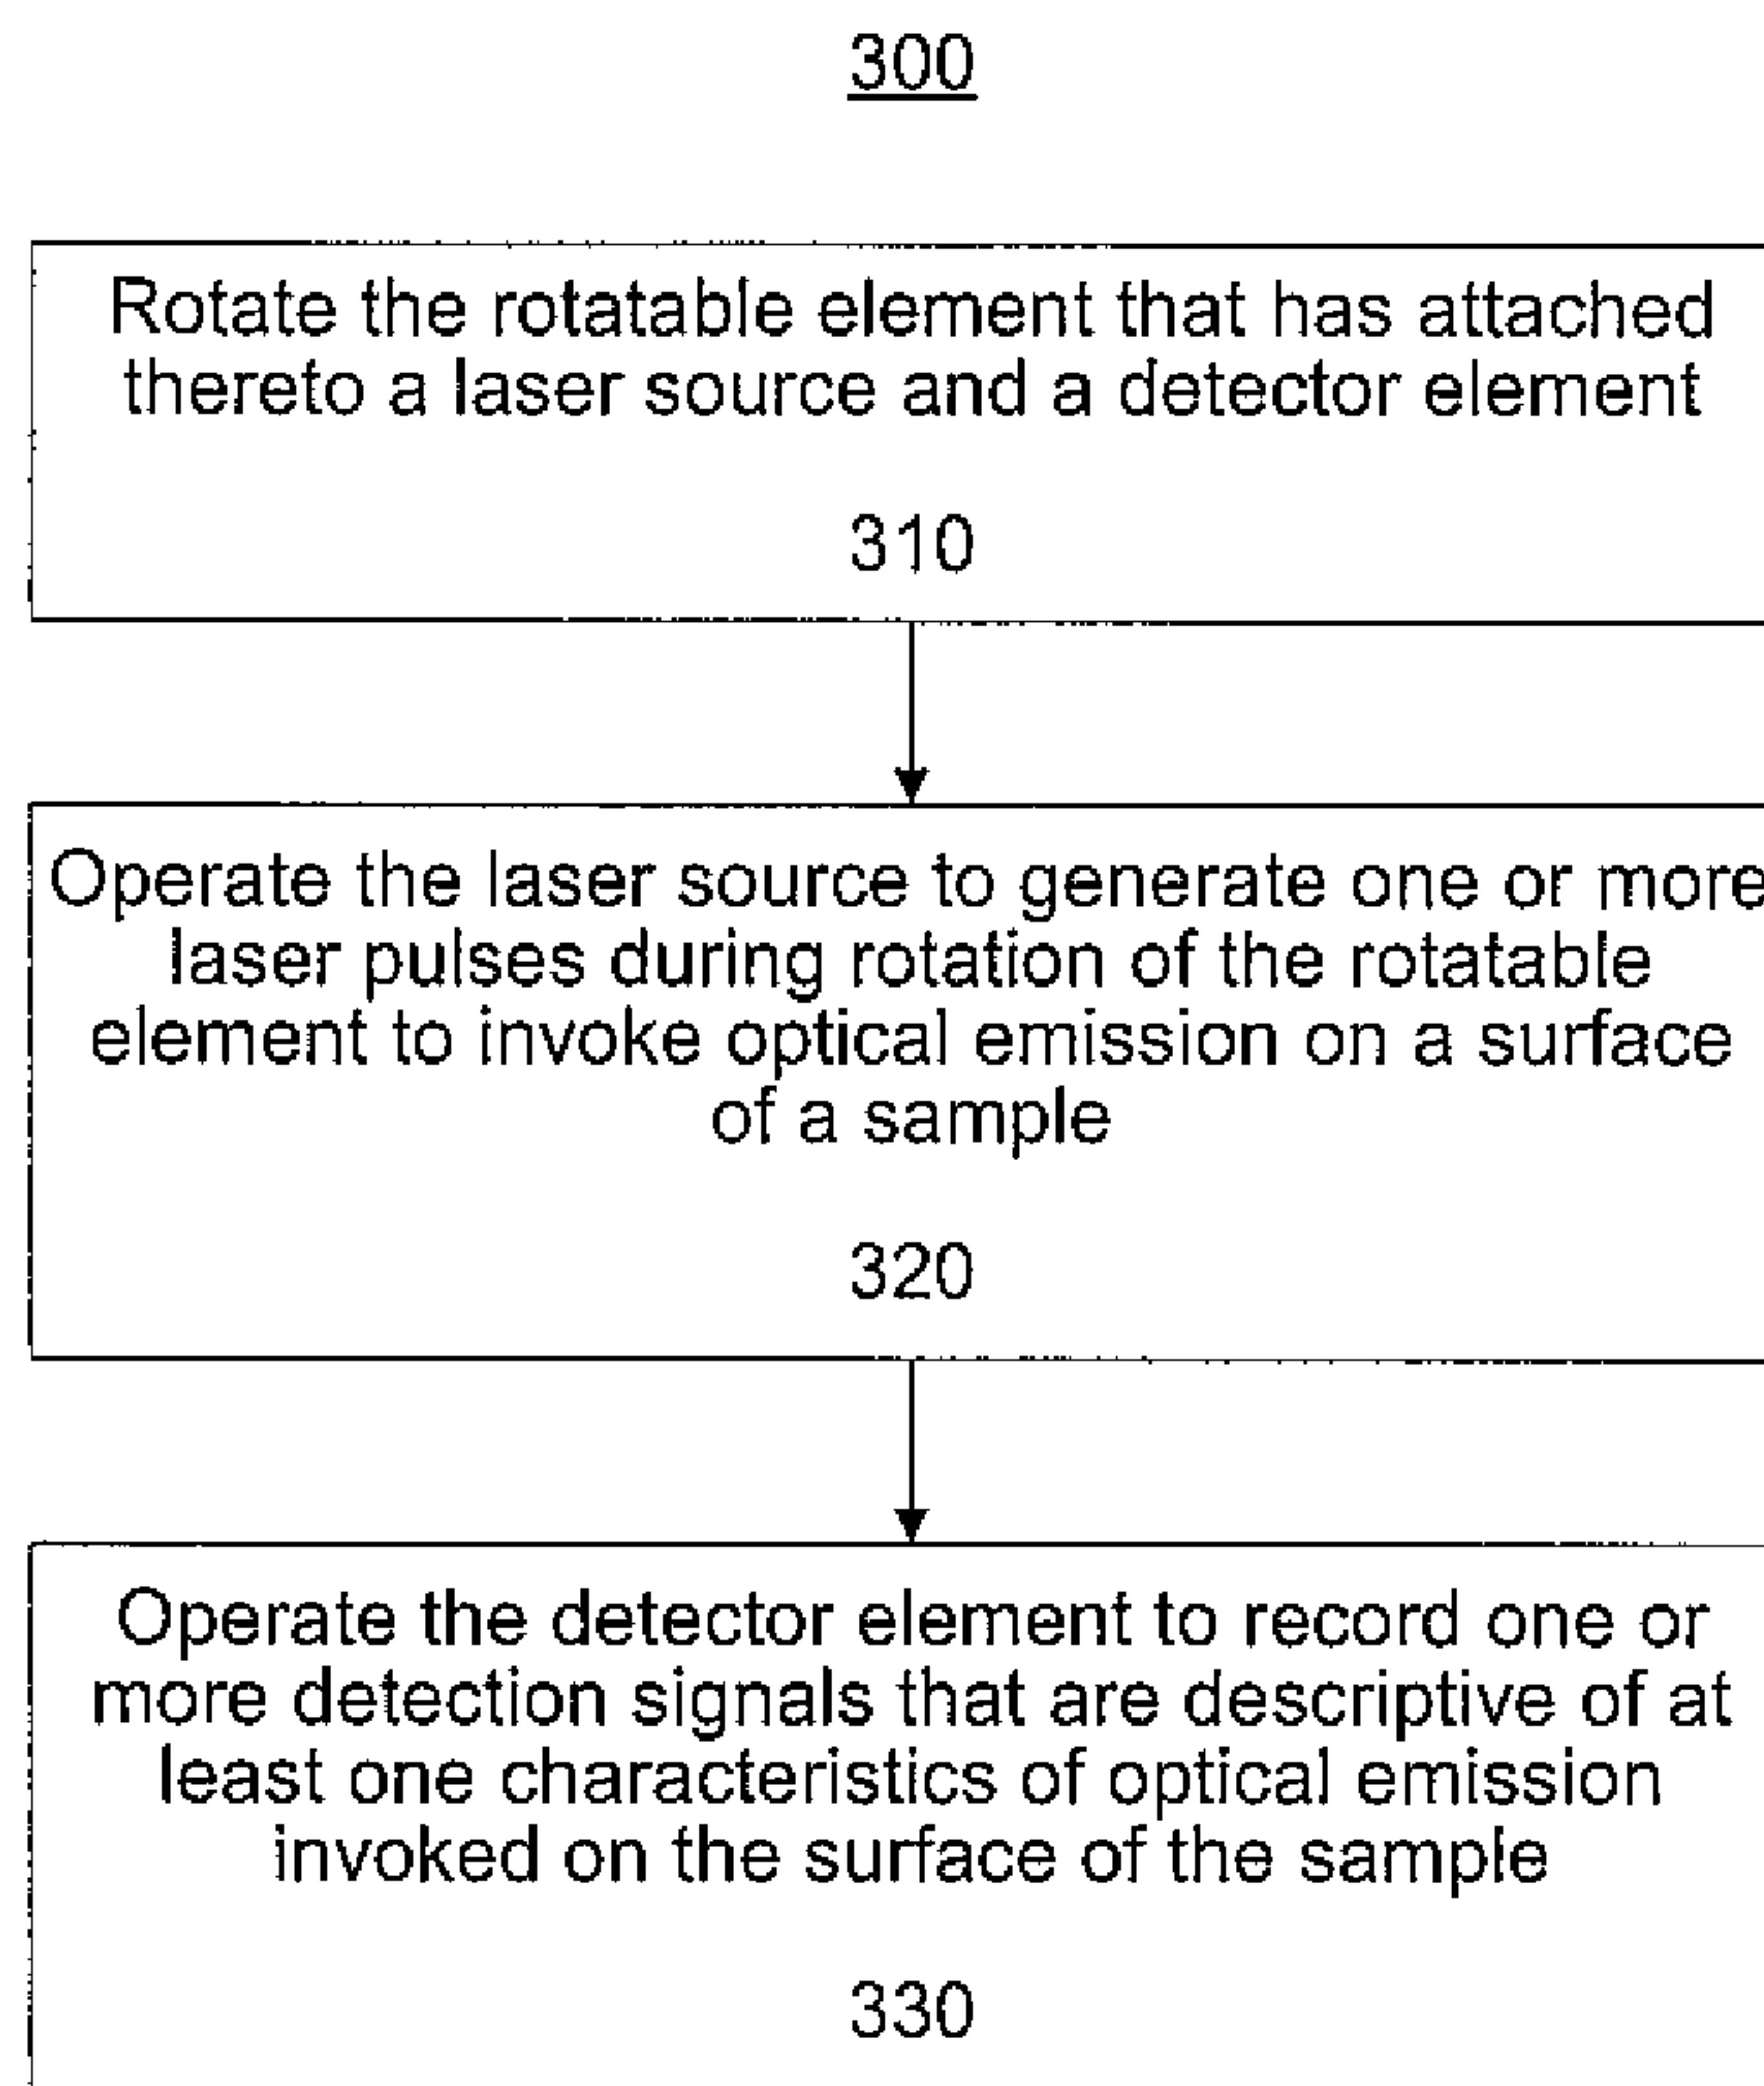 300
Rotate the rotatable element that has attached
thereto a laser source and a detector element
310
Operate the laser source to generate one or more
laser pulses during rotation of the rotatable
element to invoke optical emission on a surface
of a sample
320
Operate the detector element to record one or
more detection signals that are descriptive of at
least one characteristics of optical emission
invoked on the surface of the sample
330